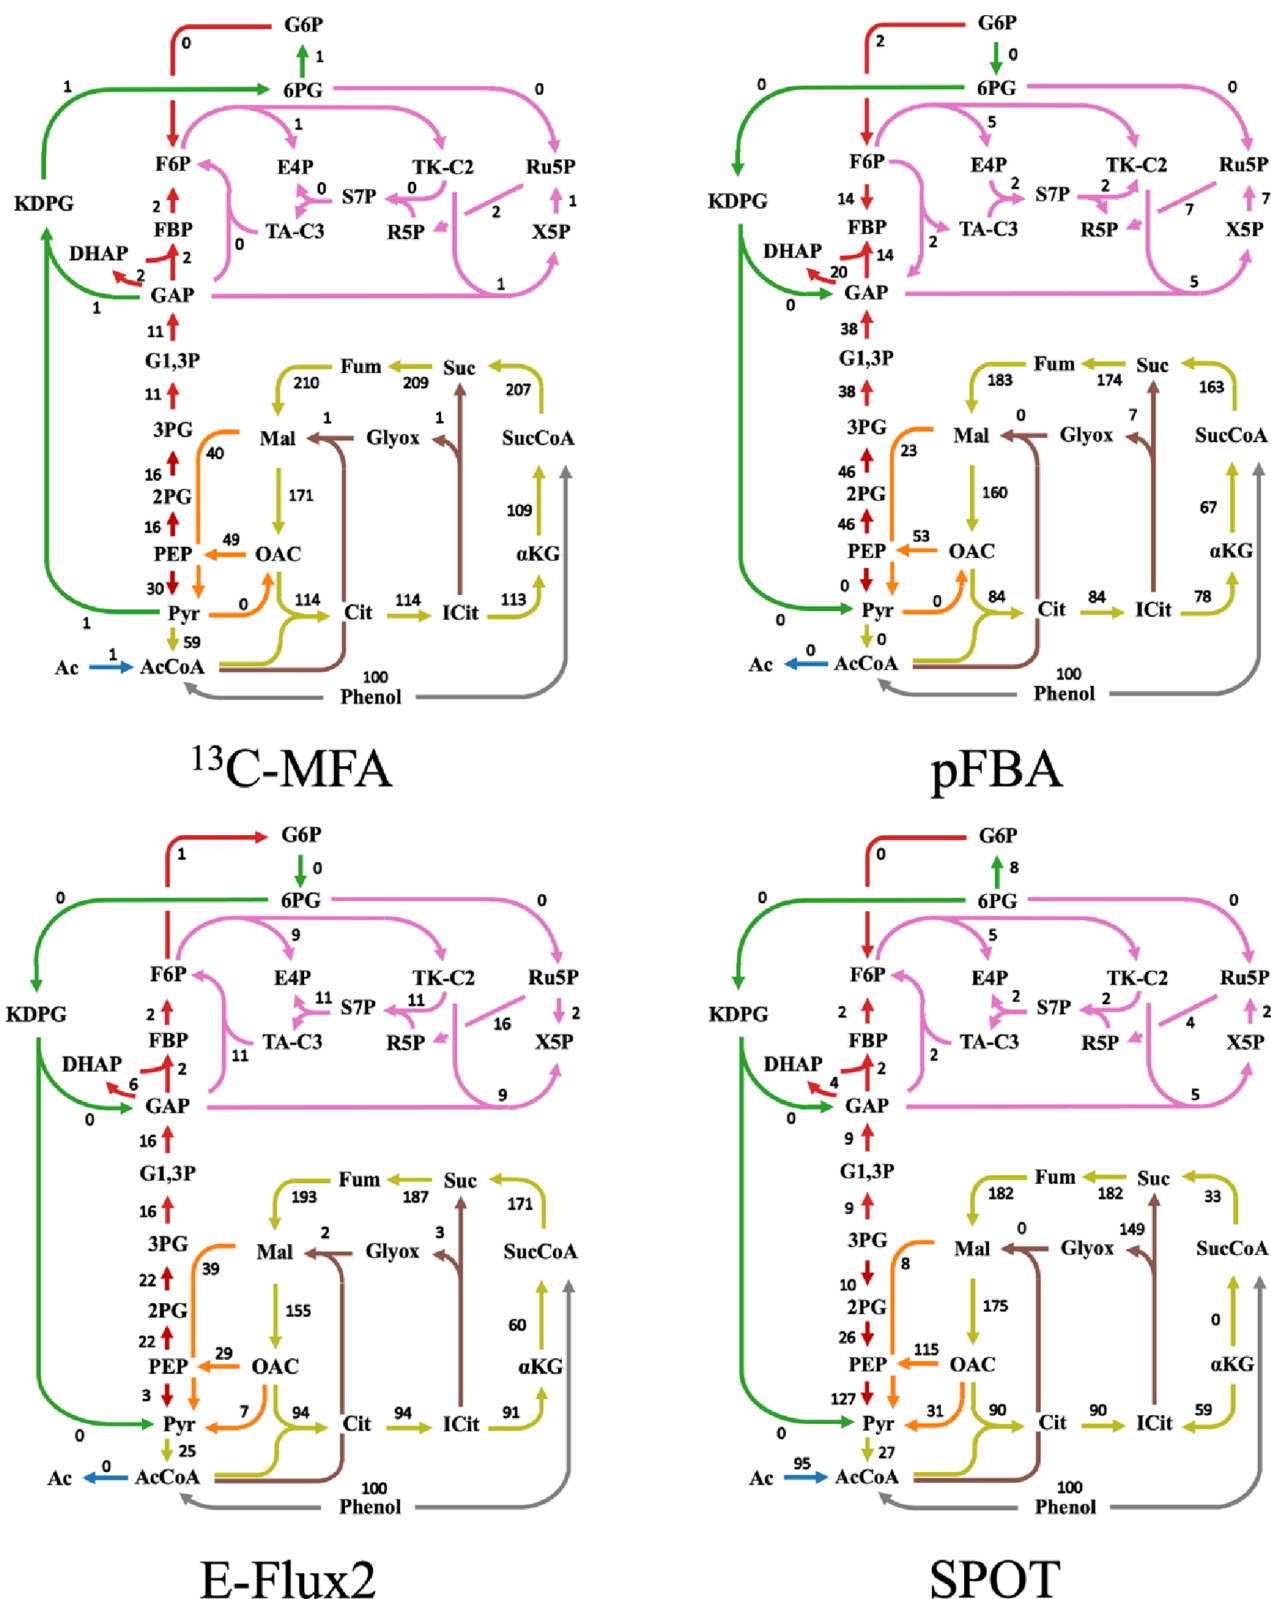 G6P
0
1
1
6PG
0
1
F6P
E4P
TK-C2
Ru5P
KDPG
2
0
S7P
0
2
1
FBP
TA-C3
R5P
X5P
DHAP
2
0
2
1
GAP
1
11
G1,3P
Fum
Suc
210
209
207
11
3PG
Mal
1
Glyox
1
SucCoA
40
16
2PG
171
109
16
PEP
49
OAC
αKG
30
Pyr
0
114
Cit
114
ICit
113
1
59
Ac
1
AcCoA
100
Phenol
13C-MFA
G6P
2
0
0
6PG
0
5
F6P
E4P
TK-C2
Ru5P
KDPG
14
2
S7P
2
7
7
FBP
TA-C3
R5P
X5P
DHAP
14
2
20
GAP
0
5
38
G1,3P
Fum
Suc
183
174
163
38
3PG
Mal
0
Glyox
7
SucCoA
23
46
2PG
160
67
46
PEP
53
OAC
αKG
0
Pyr
0
84
Cit
84
ICit
78
0
0
Ac
0
AcCoA
100
Phenol
pFBA
G6P
1
0
0
6PG
0
9
F6P
E4P
TK-C2
Ru5P
KDPG
2
11
S7P
11
16
2
FBP
TA-C3
R5P
X5P
DHAP
2
11
6
GAP
0
9
16
G1,3P
Fum
Suc
193
187
171
16
3PG
Mal
2
Glyox
3
SucCoA
39
22
2PG
155
60
22
PEP
29
OAC
αKG
3
Pyr
7
94
Cit
94
ICit
91
0
25
Ac
0
AcCoA
100
Phenol
E-Flux2
G6P
0
8
0
6PG
0
5
F6P
E4P
TK-C2
Ru5P
KDPG
2
2
S7P
2
4
2
FBP
TA-C3
R5P
X5P
DHAP
2
2
4
GAP
0
5
9
G1,3P
Fum
Suc
182
182
33
9
3PG
Mal
0
Glyox
149
SucCoA
8
10
2PG
175
0
26
PEP
115
OAC
αKG
127
Pyr
31
90
Cit
90
ICit
59
0
27
Ac
95
AcCoA
100
Phenol
SPOT